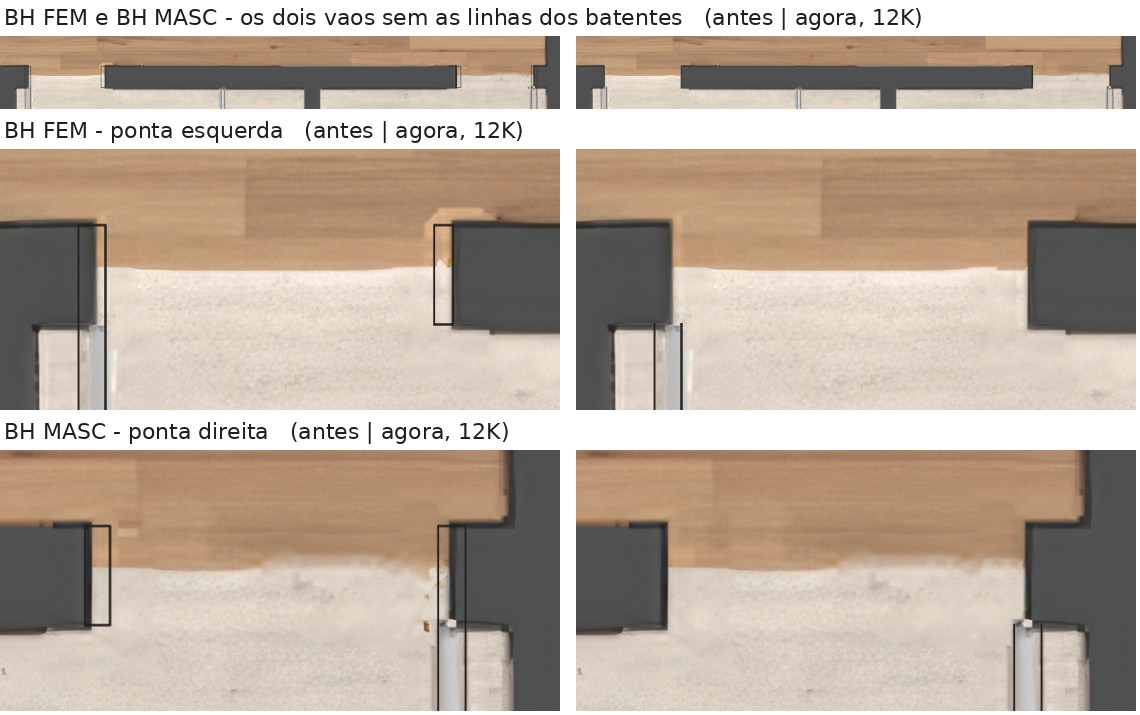 BH FEM e BH MASC - os dois vaos sem as linhas dos batentes (antes | agora, 12K)
BH FEM - ponta esquerda (antes | agora, 12K)
BH MASC - ponta direita (antes | agora, 12K)